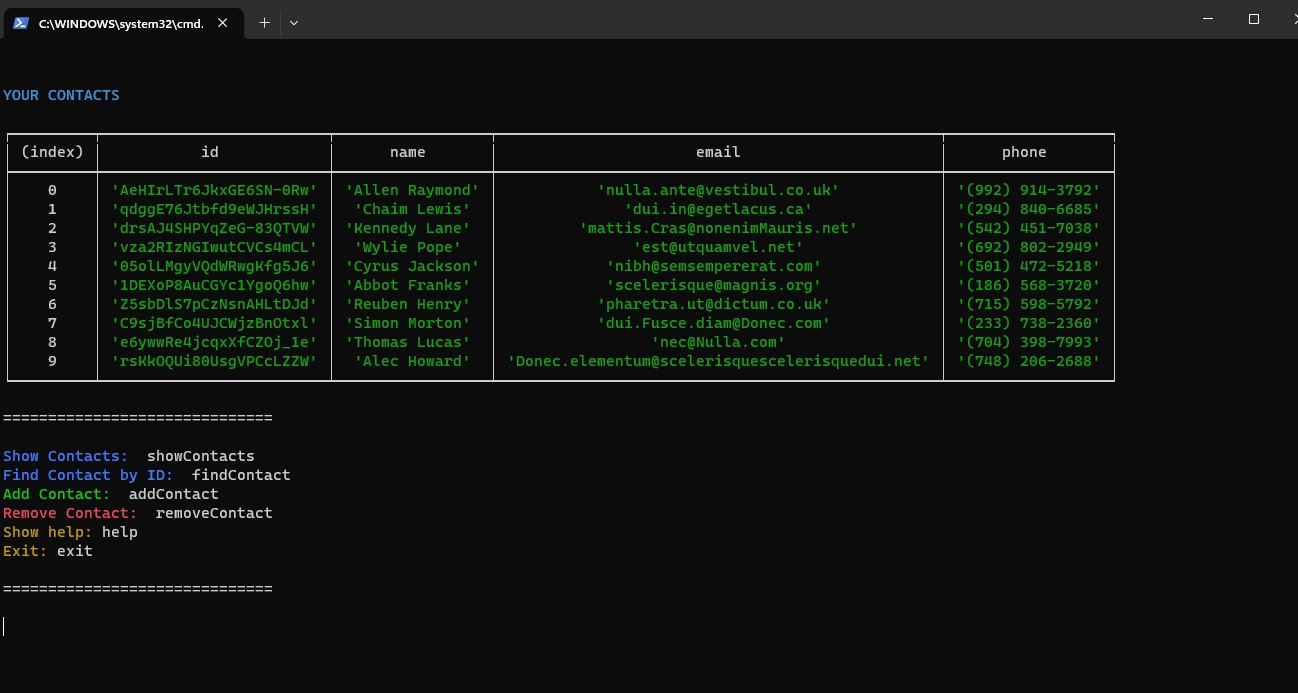 C:\WINDOWS\system32\cmd.
YOUR CONTACTS
(index) id name email phone
0 'AeHIrLTr6JkxGE6SN-0Rw' 'Allen Raymond' 'nulla.ante@vestibul.co.uk' '(992) 914-3792'
1 'qdggE76Jtbfd9eWJHrssH' 'Chaim Lewis' 'dui.in@egetlacus.ca' '(294) 840-6685'
2 'drsAJ4SHPYqZeG-83QTVW' 'Kennedy Lane' 'mattis.Cras@nonenimMauris.net' '(542) 451-7038'
3 'vza2RIzNGIwutCVCs4mCL' 'Wylie Pope' 'est@utquamvel.net' '(692) 802-2949'
4 '05olLMgyVQdWRwgKfg5J6' 'Cyrus Jackson' 'nibh@semsempererat.com' '(501) 472-5218'
5 '1DEXoP8AuCGYc1YgoQ6hw' 'Abbot Franks' 'scelerisque@magnis.org' '(186) 568-3720'
6 'Z5sbDlS7pCzNsnAHLtDJd' 'Reuben Henry' 'pharetra.ut@dictum.co.uk' '(715) 598-5792'
7 'C9sjBfCo4UJCWjzBnOtxl' 'Simon Morton' 'dui.Fusce.diam@Donec.com' '(233) 738-2360'
8 'e6ywwRe4jcqxXfCZOj_1e' 'Thomas Lucas' 'nec@Nulla.com' '(704) 398-7993'
9 'rsKkOQUi80UsgVPCcLZZW' 'Alec Howard' 'Donec.elementum@scelerisquescelerisquedui.net' '(748) 206-2688'
==============================
Show Contacts: showContacts
Find Contact by ID: findContact
Add Contact: addContact
Remove Contact: removeContact
Show help: help
Exit: exit
==============================